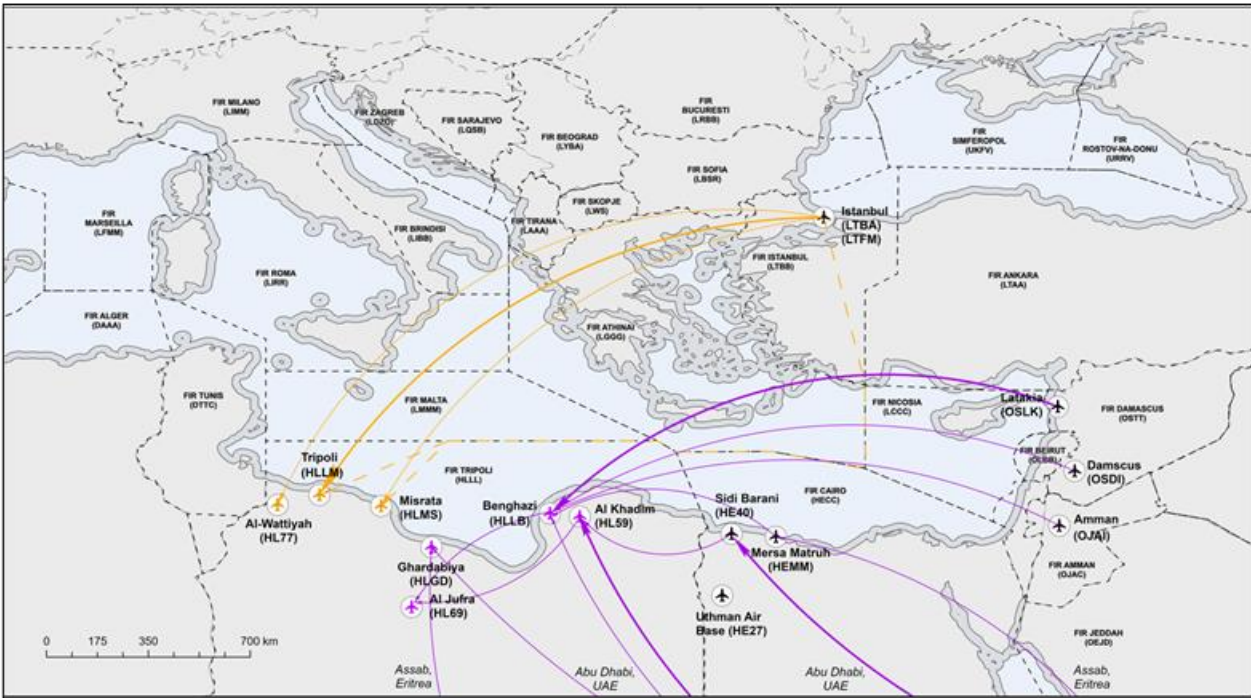 FIR MILANO
(LIMM)
FIR ZAGREB
(LDZO)
FIR SARAJEVO
(LQSB)
FIR BEOGRAD
(LYBA)
FIR
BUCURESTI
(LRBB)
FIR
SIMFEROPOL
(UKFV)
FIR
ROSTOV-NA-DONU
(URRV)
FIR SOFIA
(LBSR)
FIR SKOPJE
(LWS)
FIR
MARSEILLA
(LFMM)
FIR BRINDISI
(LIBB)
FIR TIRANA
(LAAA)
Istanbul
(LTBA)
(LTFM)
FIR ISTANBUL
(LTBB)
FIR ROMA
(LIRR)
FIR ANKARA
(LTAA)
FIR ALGER
(DAAA)
FIR ATHINAI
(LGGG)
FIR TUNIS
(DTTC)
FIR MALTA
(LMMM)
FIR NICOSIA
(LCCC)
Latakia
(OSLK)
FIR DAMASCUS
(OSTT)
FIR BEIRUT
Tripoli
(HLLM)
FIR TRIPOLI
(HLLL)
FIR CAIRO
(HECC)
Damscus
(OSDI)
Al-Wattiyah
(HL77)
Misrata
(HLMS)
Benghazi
(HLLB)
Al Khadim
(HL59)
Sidi Barani
(HE40)
Amman
(OJAI)
Mersa Matruh
(HEMM)
Ghardabiya
(HLGD)
FIR AMMAN
(OJAC)
Al Jufra
(HL69)
Uthman Air
Base (HE27)
FIR JEDDAH
(OEJD)
0 175 350 700 km
Assab,
Eritrea
Abu Dhabi,
UAE
Abu Dhabi,
UAE
Assab,
Eritrea